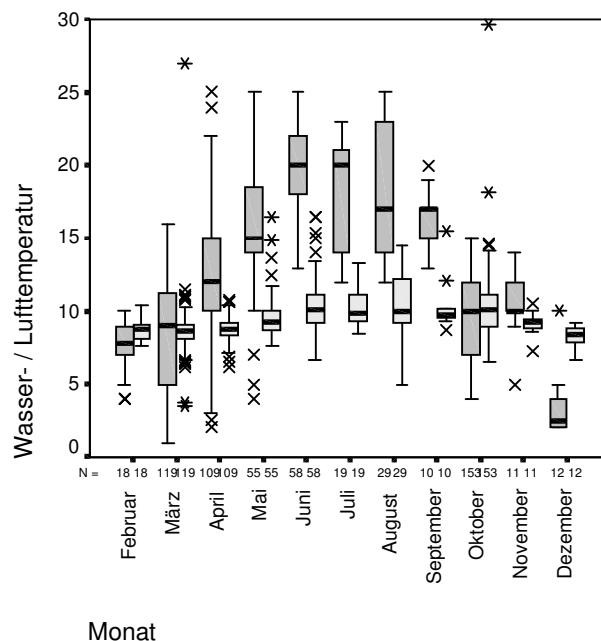 30
25
20
15
10
5
0
Wasser- / Lufttemperatur
N = 18 18 119 119 109 109 55 55 58 58 19 19 29 29 10 10 153 153 11 11 12 12
Februar
März
April
Mai
Juni
Juli
August
September
Oktober
November
Dezember
Monat